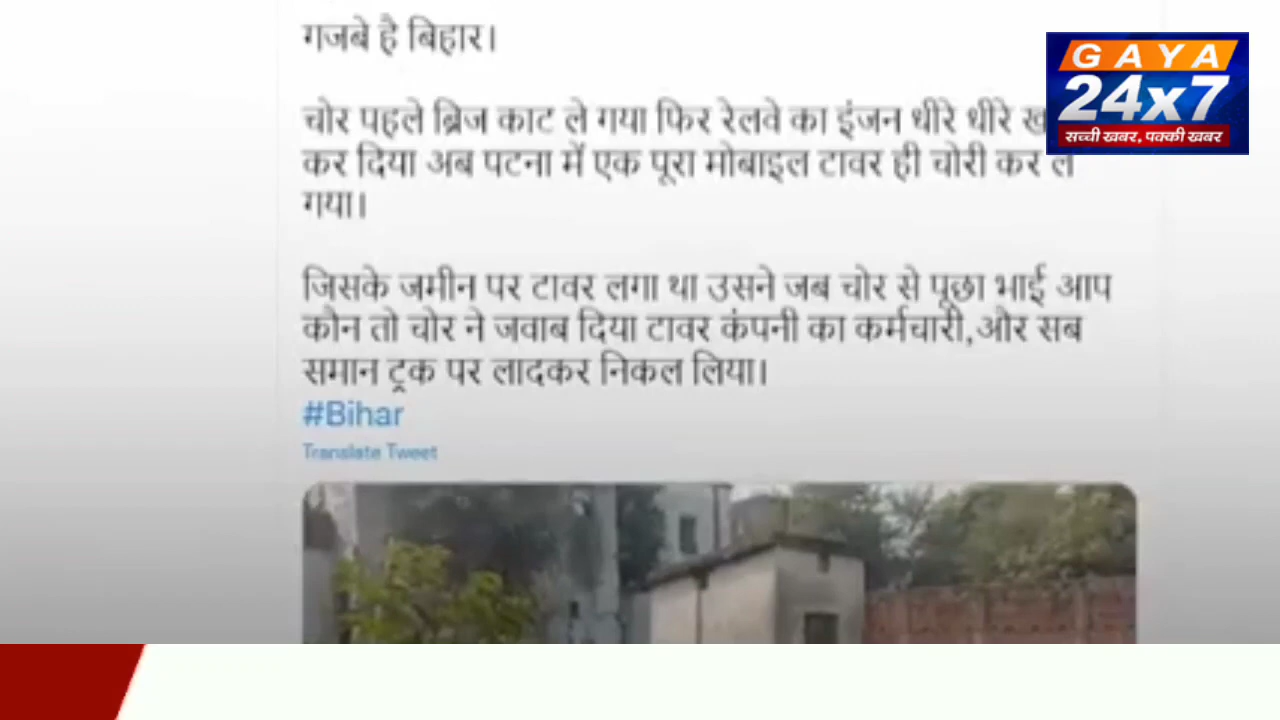 गजबे है बिहार।
चोर पहले ब्रिज काट ले गया फिर रेलवे का इंजन धीरे धीरे
कर दिया अब पटना में एक पूरा मोबाइल टावर ही चोरी कर ले
गया।
जिसके जमीन पर टावर लगा था उसने जब चोर से पूछा भाई आप
कौन तो चोर ने जवाब दिया टावर कंपनी का कर्मचारी,और सब
समान ट्रक पर लादकर निकल लिया।
#Bihar
Translate Tweet
GAYA
24x7
सच्ची खबर, पक्की खबर